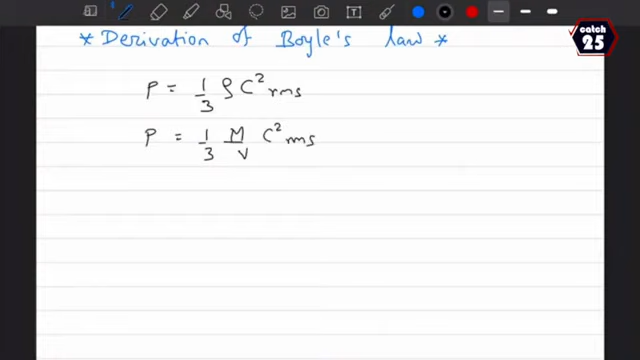 catch
25
*Derivation of Boyle's law*
P = 1/3 ρ C² rms
P = 1/3 M/V C² rms